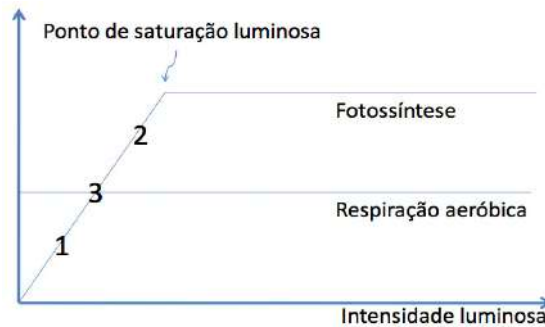 Ponto de saturação luminosa
2
Fotossíntese
3
Respiração aeróbica
1
Intensidade luminosa